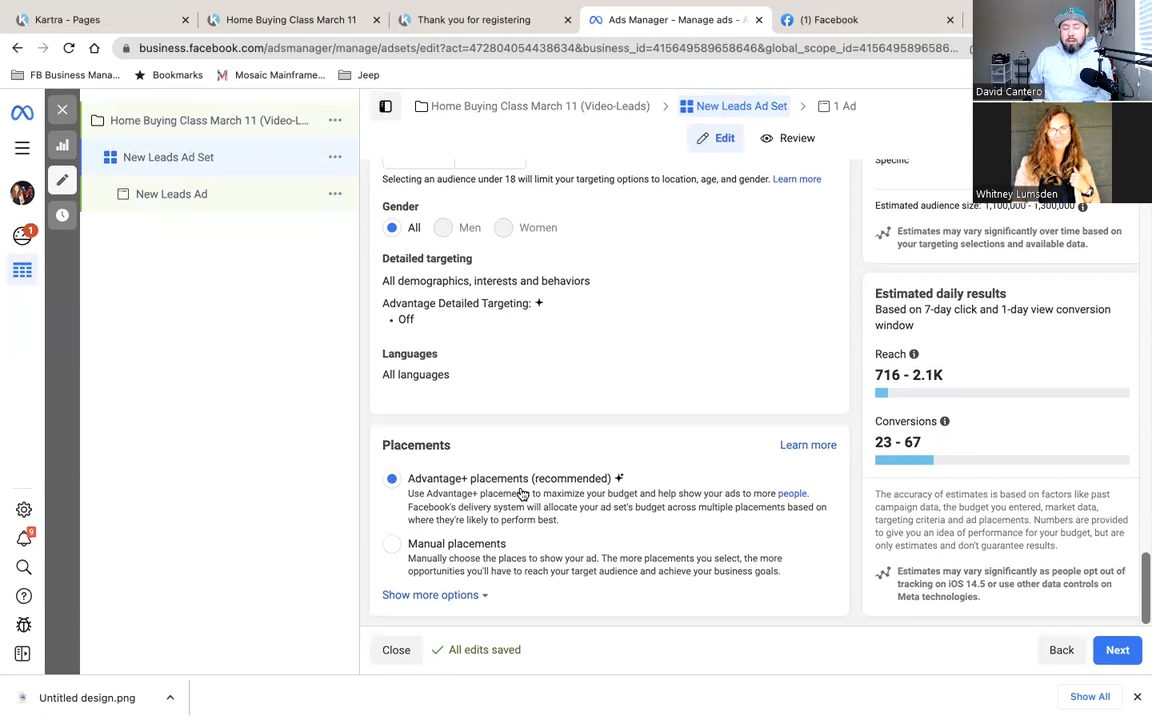 Kartra - Pages
Home Buying Class March 11
Thank you for registering
Ads Manager - Manage ads - A
Facebook
business.facebook.com/adsmanager/manage/adsets/edit?act=472804054438634&business_id=415649589658646&global_scope_id=4156495896586...
FB Business Mana...
Bookmarks
Mosaic Mainframe...
Jeep
David Cantero
Whitney Lumsden
Home Buying Class March 11 (Video-L...
New Leads Ad Set
New Leads Ad
1
9
Home Buying Class March 11 (Video-Leads)
New Leads Ad Set
1 Ad
Edit
Review
Selecting an audience under 18 will limit your targeting options to location, age, and gender. Learn more
Gender
All
Men
Women
Detailed targeting
All demographics, interests and behaviors
Advantage Detailed Targeting:
Off
Languages
All languages
Placements
Learn more
Advantage+ placements (recommended)
Use Advantage+ placements to maximize your budget and help show your ads to more people.
Facebook's delivery system will allocate your ad set's budget across multiple placements based on
where they're likely to perform best.
Manual placements
Manually choose the places to show your ad. The more placements you select, the more
opportunities you'll have to reach your target audience and achieve your business goals.
Show more options
Close
All edits saved
Back
Next
Specific
Estimated audience size: 1,100,000 - 1,300,000
Estimates may vary significantly over time based on
your targeting selections and available data.
Estimated daily results
Based on 7-day click and 1-day view conversion
window
Reach
716 - 2.1K
Conversions
23 - 67
The accuracy of estimates is based on factors like past
campaign data, the budget you entered, market data,
targeting criteria and ad placements. Numbers are provided
to give you an idea of performance for your budget, but are
only estimates and don't guarantee results.
Estimates may vary significantly as people opt out of
tracking on iOS 14.5 or use other data controls on
Meta technologies.
Untitled design.png
Show All